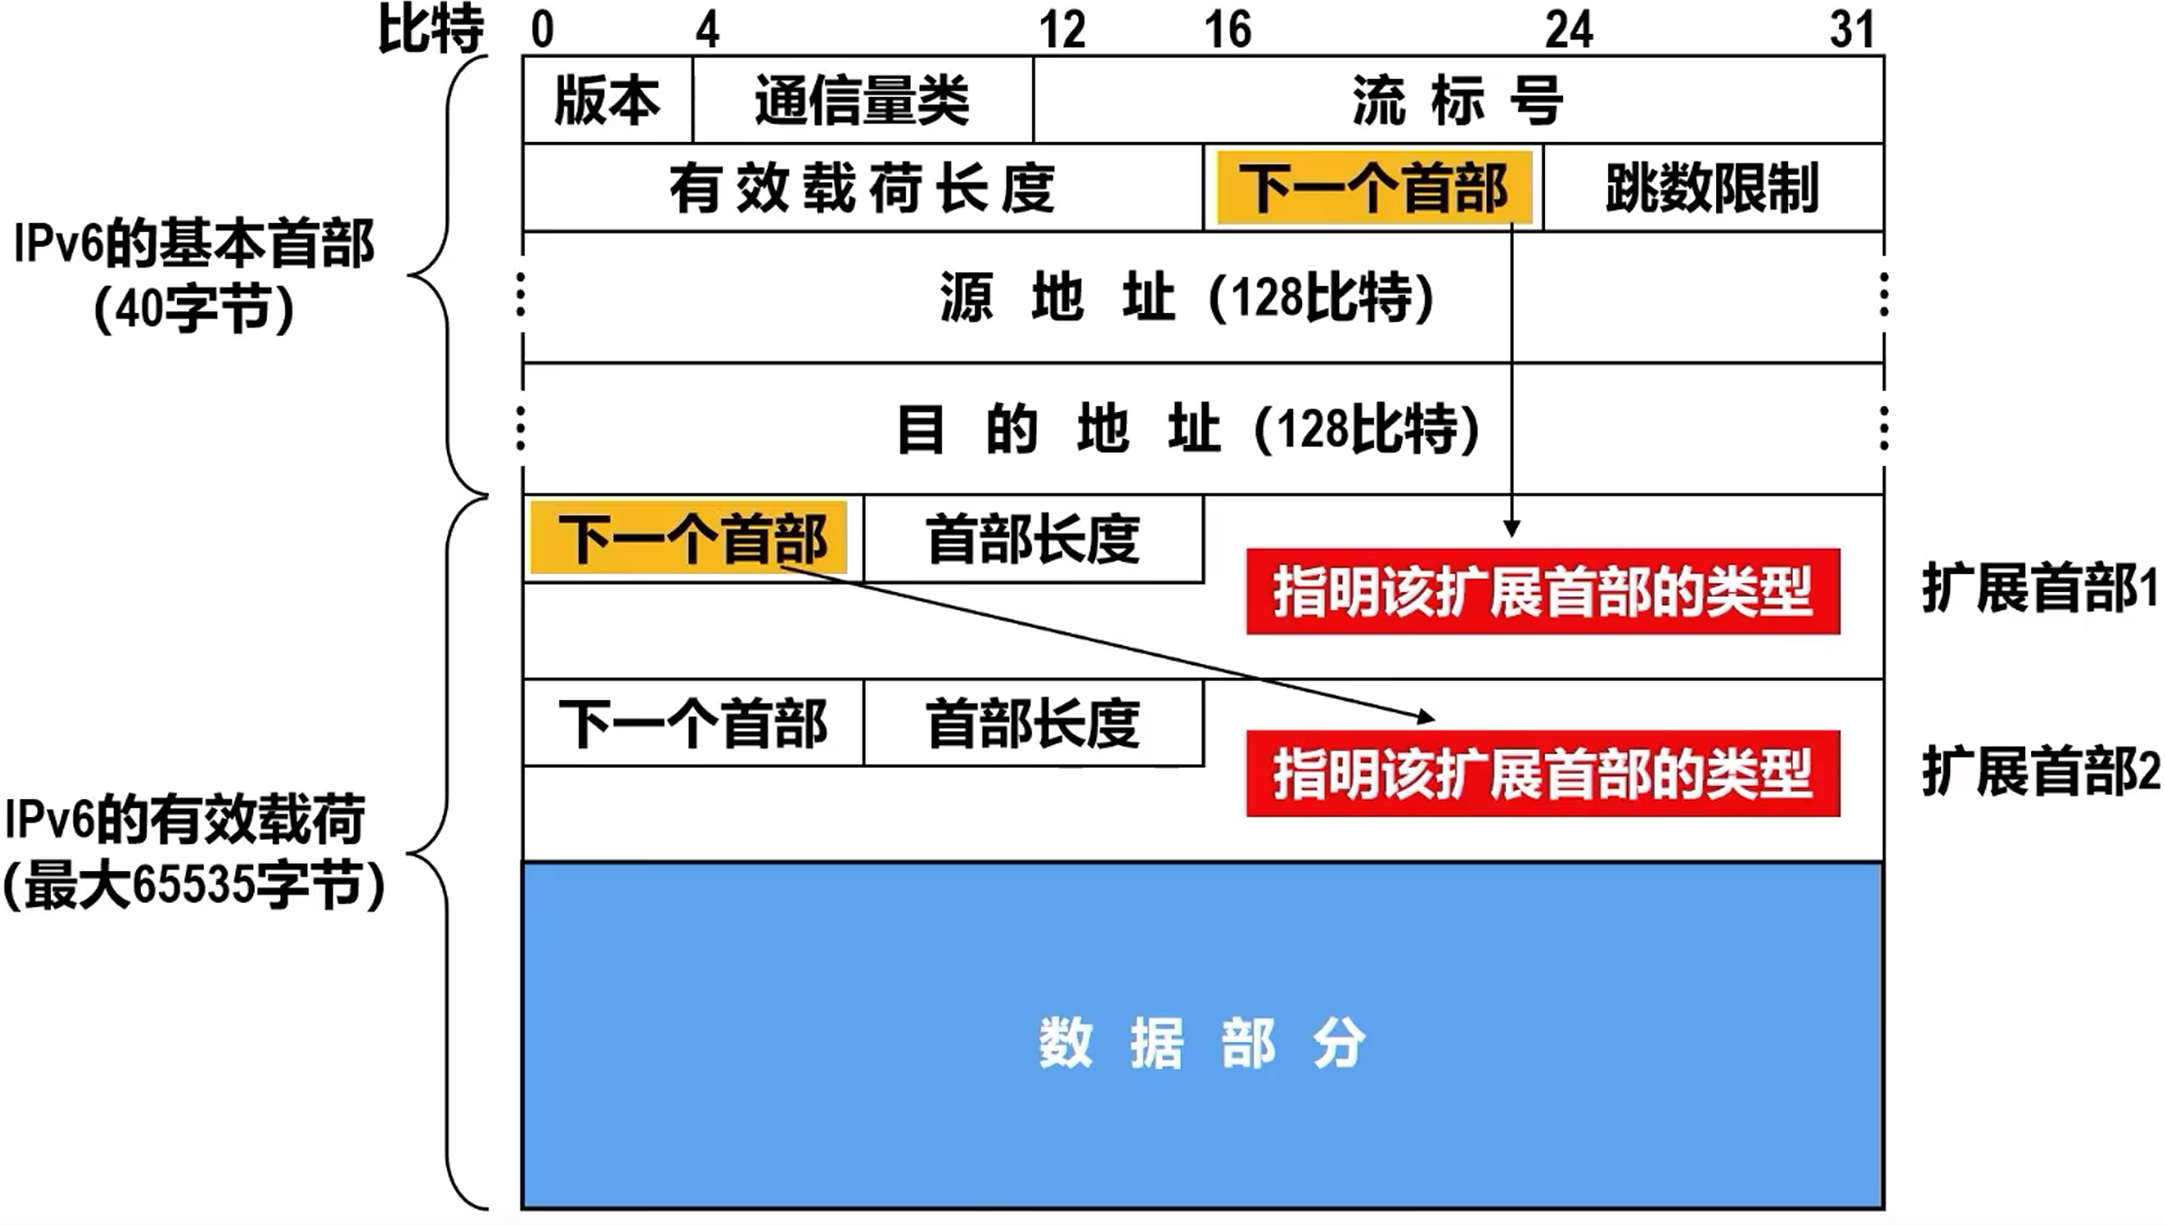 比特 0 4 12 16 24 31
版本 通信量类 流标号
有效载荷长度 下一个首部 跳数限制
IPv6的基本首部
(40字节)
源地址(128比特)
目的地址(128比特)
下一个首部 首部长度
指明该扩展首部的类型 扩展首部1
下一个首部 首部长度
指明该扩展首部的类型 扩展首部2
IPv6的有效载荷
(最大65535字节)
数据部分